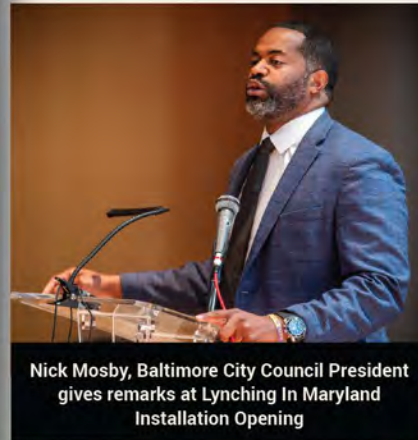 Nick Mosby, Baltimore City Council President
gives remarks at Lynching In Maryland
Installation Opening